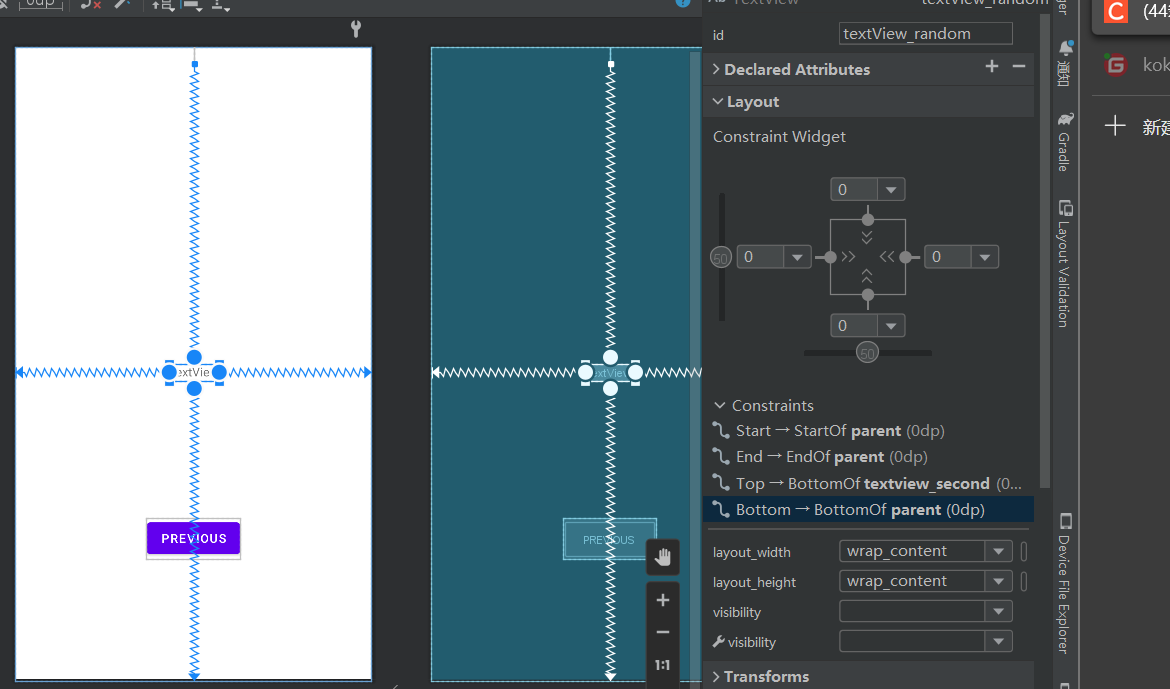 0dp
TextView
textView_random
id
textView_random
Declared Attributes
Layout
Constraint Widget
0
50
0
0
0
50
Constraints
Start → StartOf parent (0dp)
End → EndOf parent (0dp)
Top → BottomOf textview_second (0...
Bottom → BottomOf parent (0dp)
layout_width
wrap_content
layout_height
wrap_content
visibility
visibility
Transforms
extVie
PREVIOUS
extView
PREVIOUS
1:1
通知
Gradle
Layout Validation
Device File Explorer
C
(44
G
kok
新建